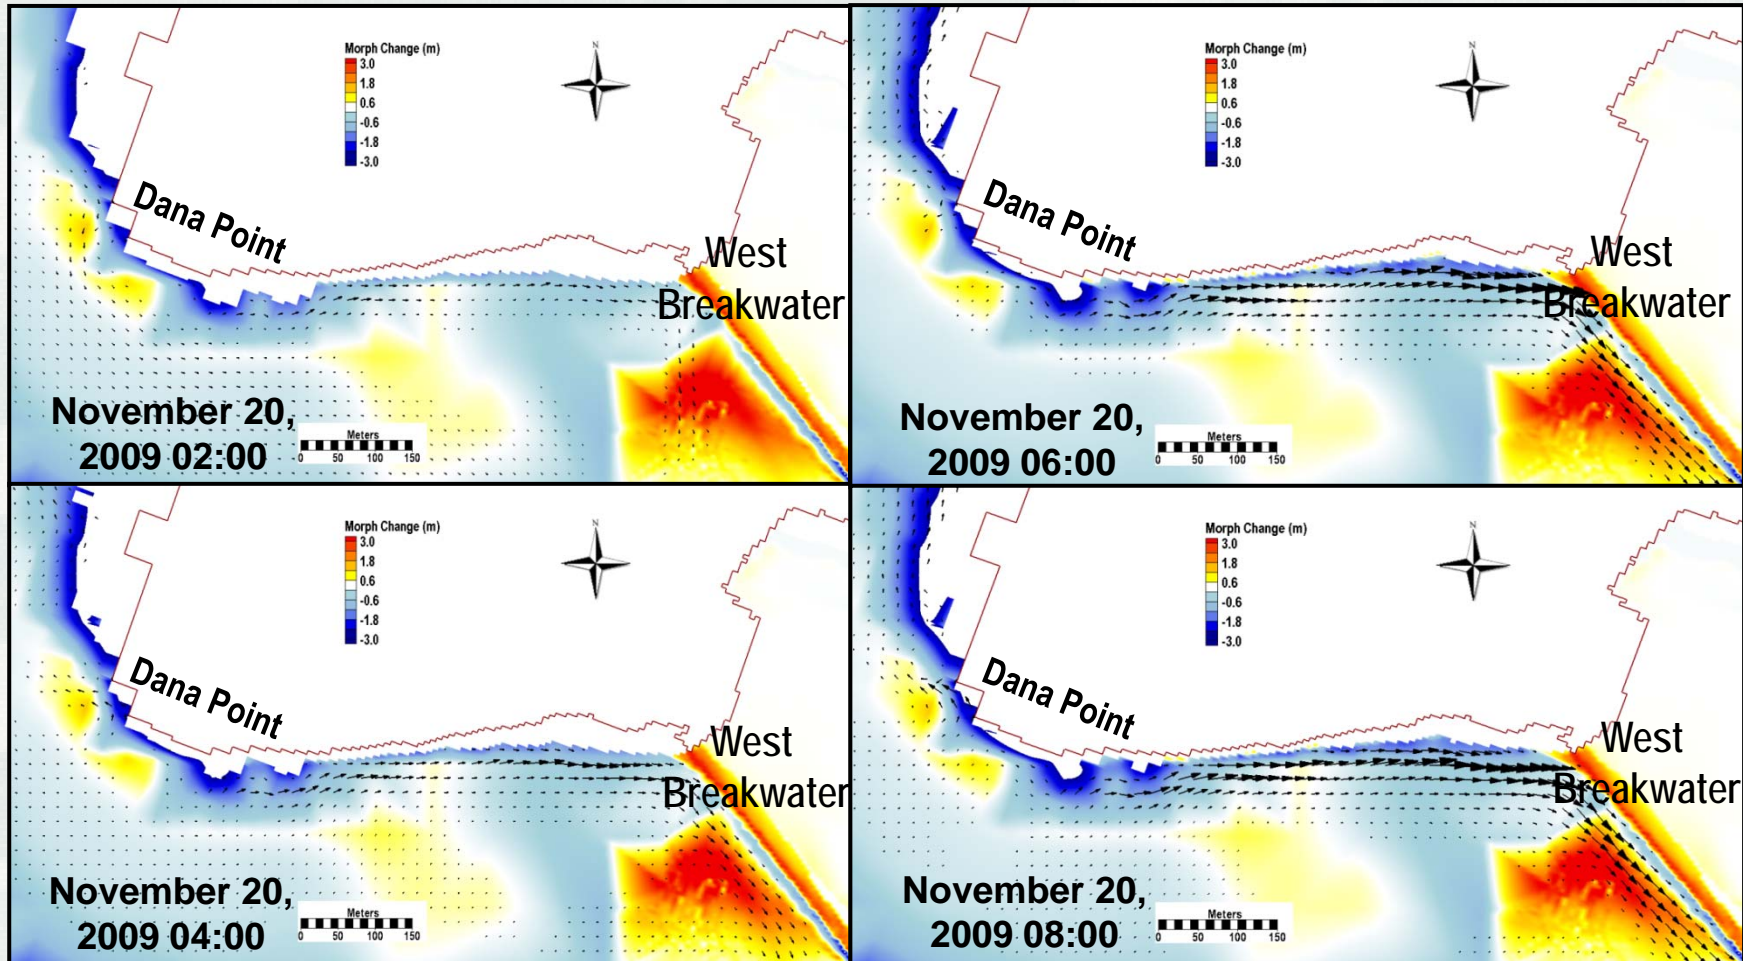 Morph Change (m)
3.0
1.8
0.6
-0.6
-1.8
-3.0
N
Dana Point
West
Breakwater
November 20,
2009 02:00
Meters
0 50 100 150
Morph Change (m)
3.0
1.8
0.6
-0.6
-1.8
-3.0
N
Dana Point
West
Breakwater
November 20,
2009 06:00
Meters
0 50 100 150
Morph Change (m)
3.0
1.8
0.6
-0.6
-1.8
-3.0
N
Dana Point
West
Breakwater
November 20,
2009 04:00
Meters
0 50 100 150
Morph Change (m)
3.0
1.8
0.6
-0.6
-1.8
-3.0
N
Dana Point
West
Breakwater
November 20,
2009 08:00
Meters
0 50 100 150